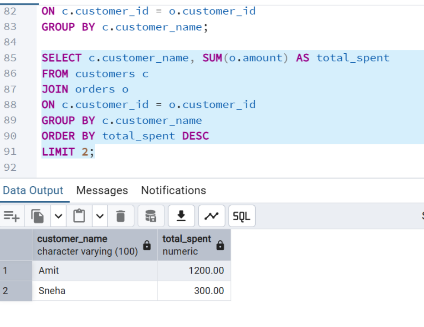 82 ON c.customer_id = o.customer_id
83 GROUP BY c.customer_name;
84
85 SELECT c.customer_name, SUM(o.amount) AS total_spent
86 FROM customers c
87 JOIN orders o
88 ON c.customer_id = o.customer_id
89 GROUP BY c.customer_name
90 ORDER BY total_spent DESC
91 LIMIT 2;
92
Data Output Messages Notifications
SQL
customer_name total_spent
character varying (100) numeric
1 Amit 1200.00
2 Sneha 300.00